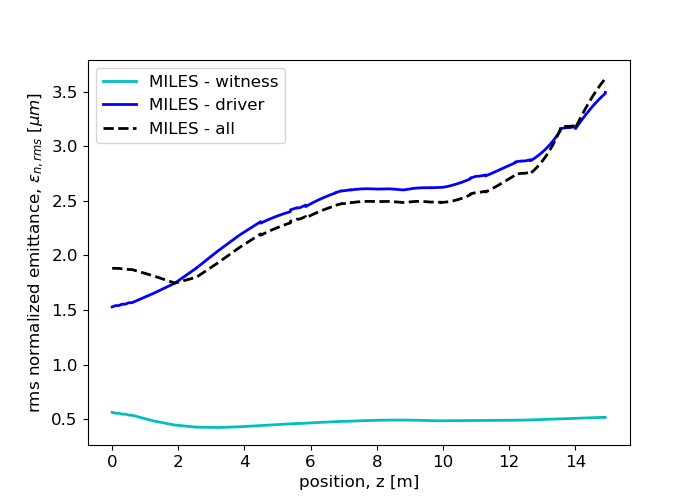 MILES - witness
MILES - driver
MILES - all
rms normalized emittance, εn,rms [μm]
3.5
3.0
2.5
2.0
1.5
1.0
0.5
0 2 4 6 8 10 12 14
position, z [m]